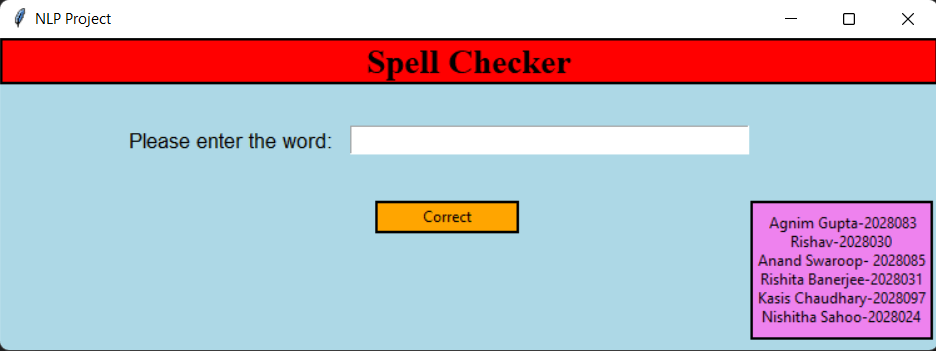 NLP Project
Spell Checker
Please enter the word:
Correct
Agnim Gupta-2028083
Rishav-2028030
Anand Swaroop- 2028085
Rishita Banerjee-2028031
Kasis Chaudhary-2028097
Nishitha Sahoo-2028024